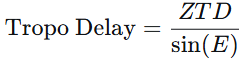 Tropo Delay = ZTD / sin(E)